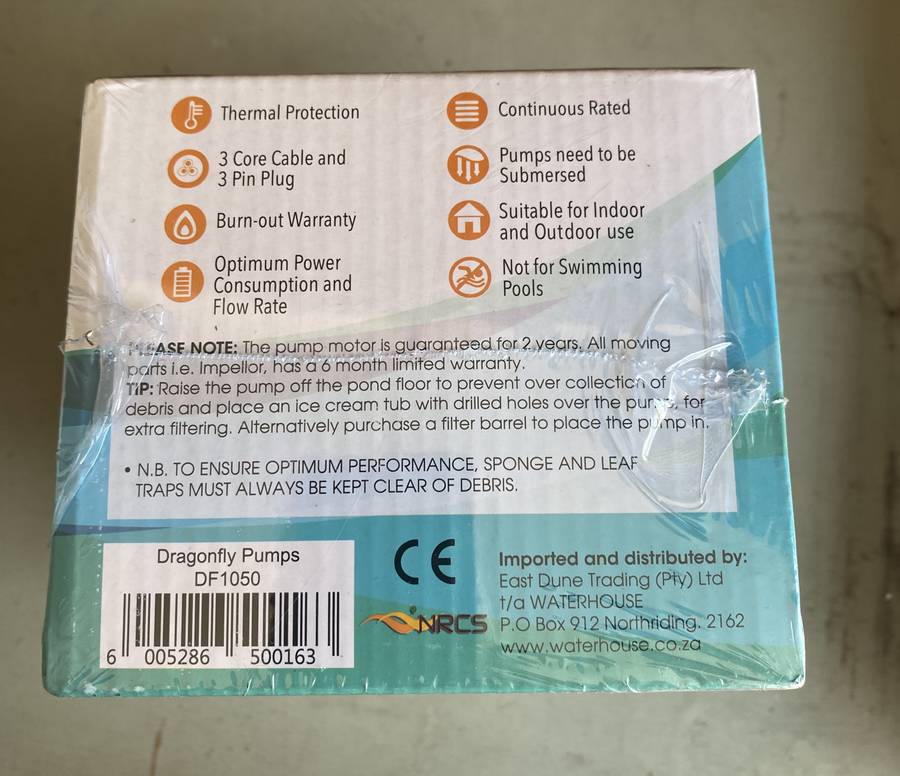 Thermal Protection
3 Core Cable and
3 Pin Plug
Burn-out Warranty
Optimum Power
Consumption and
Flow Rate
Continuous Rated
Pumps need to be
Submersed
Suitable for Indoor
and Outdoor use
Not for Swimming
Pools
PLEASE NOTE: The pump motor is guaranteed for 2 years. All moving
parts i.e. Impellor, has a 6 month limited warranty.
TIP: Raise the pump off the pond floor to prevent over collection of
debris and place an ice cream tub with drilled holes over the pump, for
extra filtering. Alternatively purchase a filter barrel to place the pump in.
• N.B. TO ENSURE OPTIMUM PERFORMANCE, SPONGE AND LEAF
TRAPS MUST ALWAYS BE KEPT CLEAR OF DEBRIS.
Dragonfly Pumps
DF1050
6 005286 500163
CE
NRCS
Imported and distributed by:
East Dune Trading (Pty) Ltd
t/a WATERHOUSE
P.O Box 912 Northriding. 2162
www.waterhouse.co.za